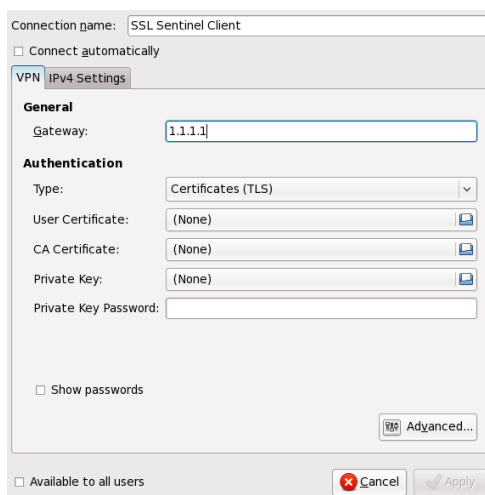 Connection name: SSL Sentinel Client
Connect automatically
VPN IPv4 Settings
General
Gateway: 1.1.1.1
Authentication
Type: Certificates (TLS)
User Certificate: (None)
CA Certificate: (None)
Private Key: (None)
Private Key Password:
Show passwords
Advanced...
Available to all users Cancel Apply